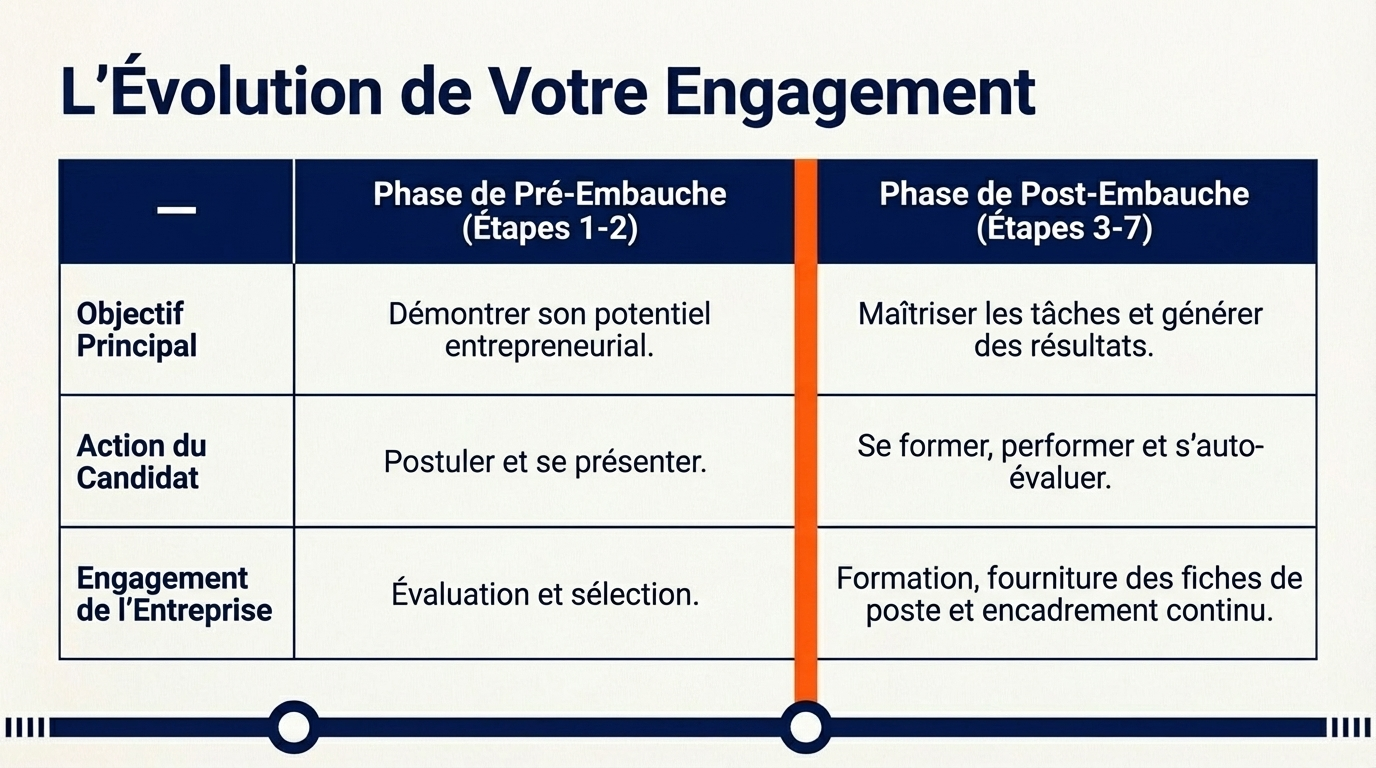 L’Évolution de Votre Engagement
—
Phase de Pré-Embauche
(Étapes 1-2)
Phase de Post-Embauche
(Étapes 3-7)
Objectif
Principal
Démontrer son potentiel
entrepreneurial.
Maîtriser les tâches et générer
des résultats.
Action du
Candidat
Postuler et se présenter.
Se former, performer et s’auto-
évaluer.
Engagement
de l’Entreprise
Évaluation et sélection.
Formation, fourniture des fiches de
poste et encadrement continu.